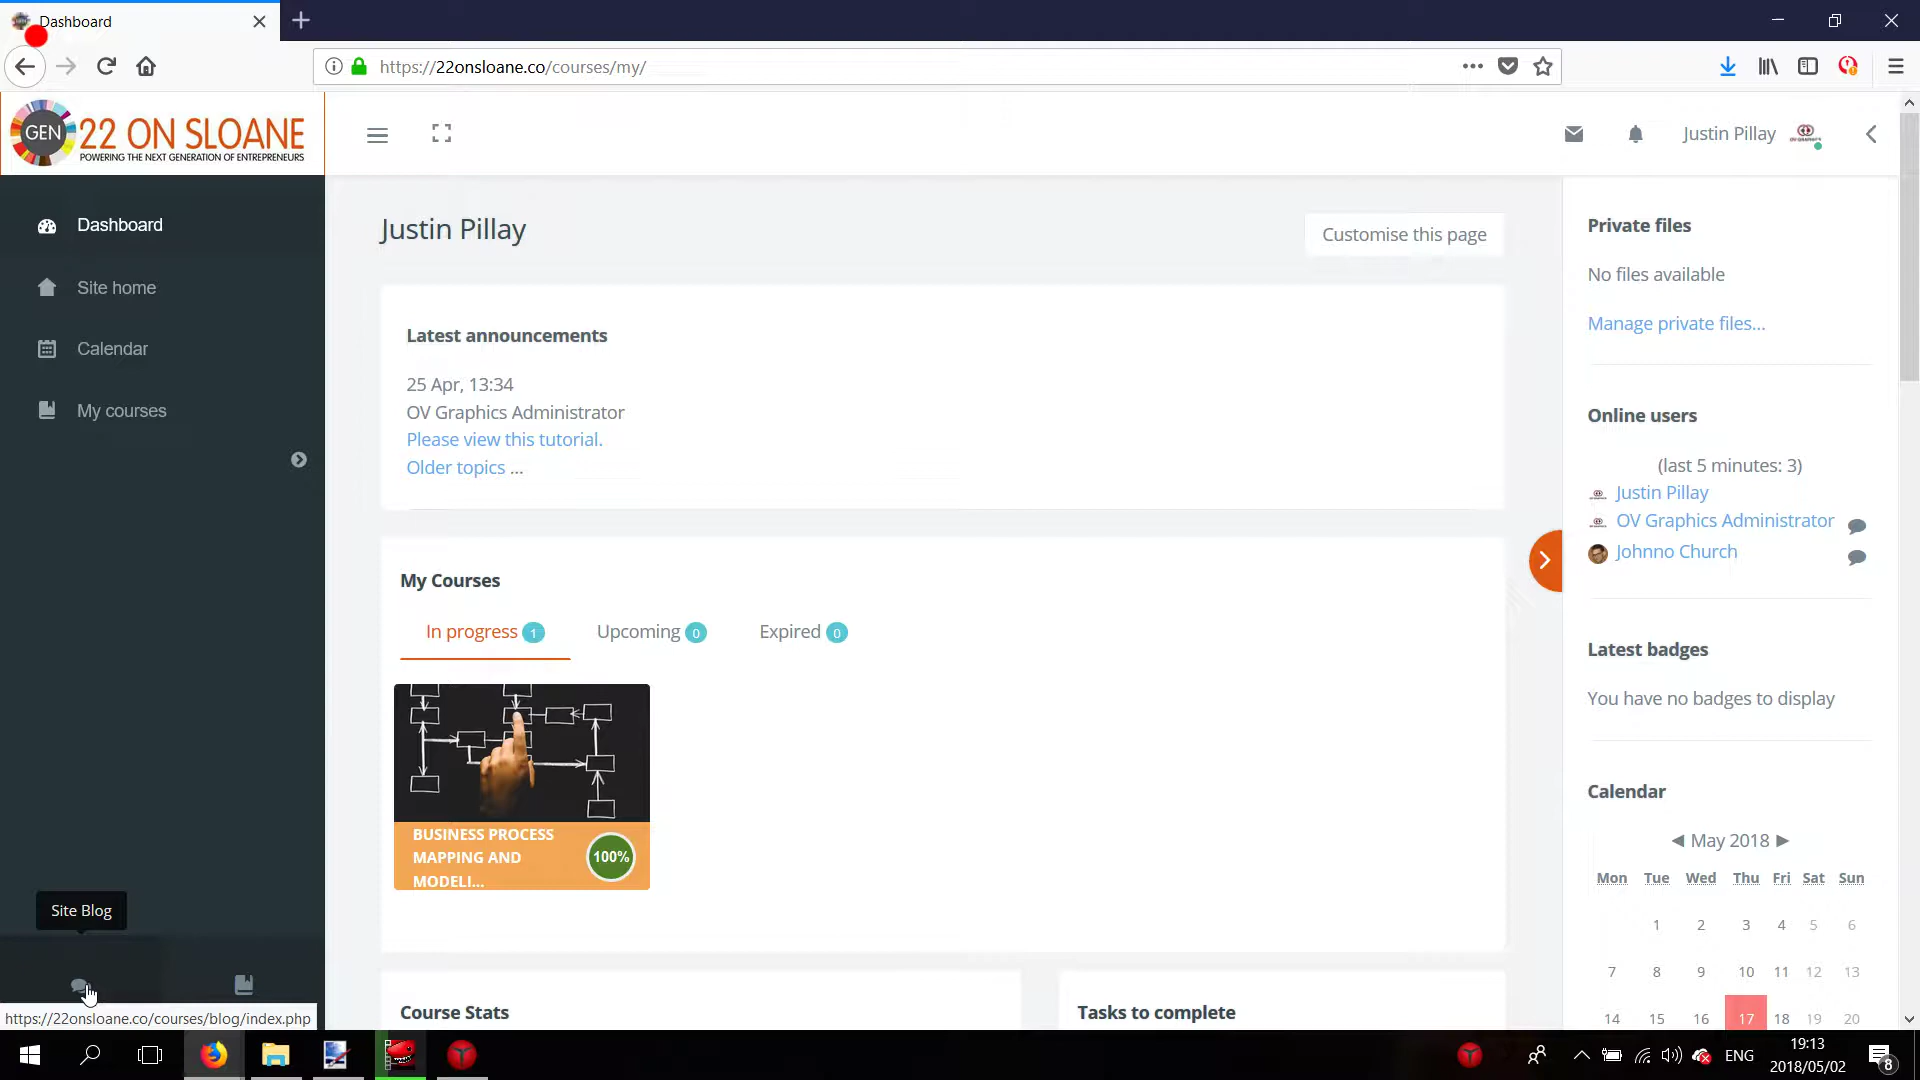 Dashboard
https://22onsloane.co/courses/my/
GEN
22 ON SLOANE
POWERING THE NEXT GENERATION OF ENTREPRENEURS
Justin Pillay
Dashboard
Site home
Calendar
My courses
Site Blog
https://22onsloane.co/courses/blog/index.php
Justin Pillay
Customise this page
Latest announcements
25 Apr, 13:34
OV Graphics Administrator
Please view this tutorial.
Older topics ...
My Courses
In progress 1
Upcoming 0
Expired 0
BUSINESS PROCESS
MAPPING AND
MODELI...
100%
Course Stats
Tasks to complete
Private files
No files available
Manage private files...
Online users
(last 5 minutes: 3)
Justin Pillay
OV Graphics Administrator
Johnno Church
Latest badges
You have no badges to display
Calendar
◀ May 2018 ▶
Mon Tue Wed Thu Fri Sat Sun
1 2 3 4 5 6
7 8 9 10 11 12 13
14 15 16 17 18 19 20
ENG
19:13
2018/05/02
8